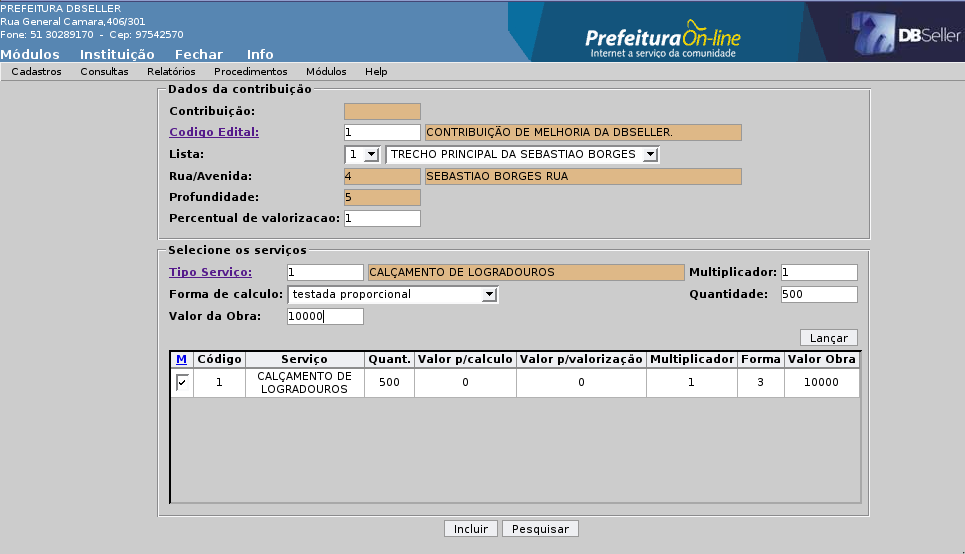 PREFEITURA DBSELLER
Rua General Camara,406/301
Fone: 51 30289170 - Cep: 97542570
Módulos Instituição Fechar Info
PrefeituraOn-line
Internet a serviço da comunidade
DBSeller
Cadastros Consultas Relatórios Procedimentos Módulos Help
Dados da contribuição
Contribuição:
Codigo Edital: 1 CONTRIBUIÇÃO DE MELHORIA DA DBSELLER.
Lista: 1 TRECHO PRINCIPAL DA SEBASTIAO BORGES
Rua/Avenida: 4 SEBASTIAO BORGES RUA
Profundidade: 5
Percentual de valorizacao: 1
Selecione os serviços
Tipo Serviço: 1 CALÇAMENTO DE LOGRADOUROS Multiplicador: 1
Forma de calculo: testada proporcional Quantidade: 500
Valor da Obra: 10000
Lançar
M Código Serviço Quant. Valor p/calculo Valor p/valorização Multiplicador Forma Valor Obra
1 CALÇAMENTO DE LOGRADOUROS 500 0 0 1 3 10000
Incluir Pesquisar